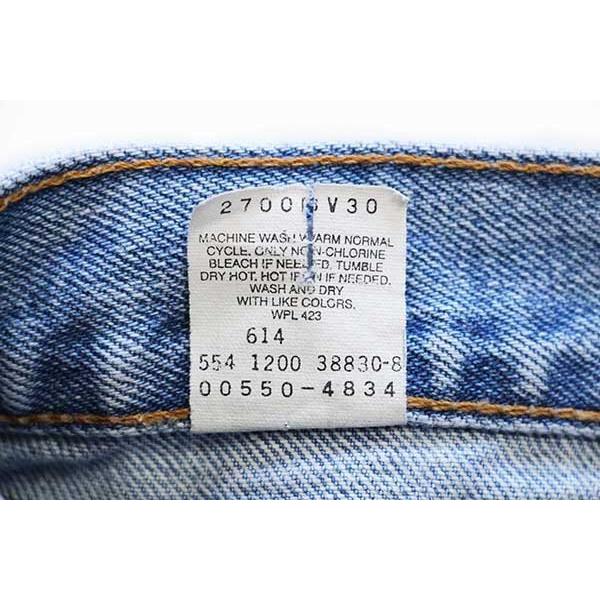 27006V30
MACHINE WASH WARM NORMAL
CYCLE. ONLY NON-CHLORINE
BLEACH IF NEEDED. TUMBLE
DRY HOT. HOT IRON IF NEEDED.
WASH AND DRY
WITH LIKE COLORS.
WPL 423
614
554 1200 38830-8
00550-4834